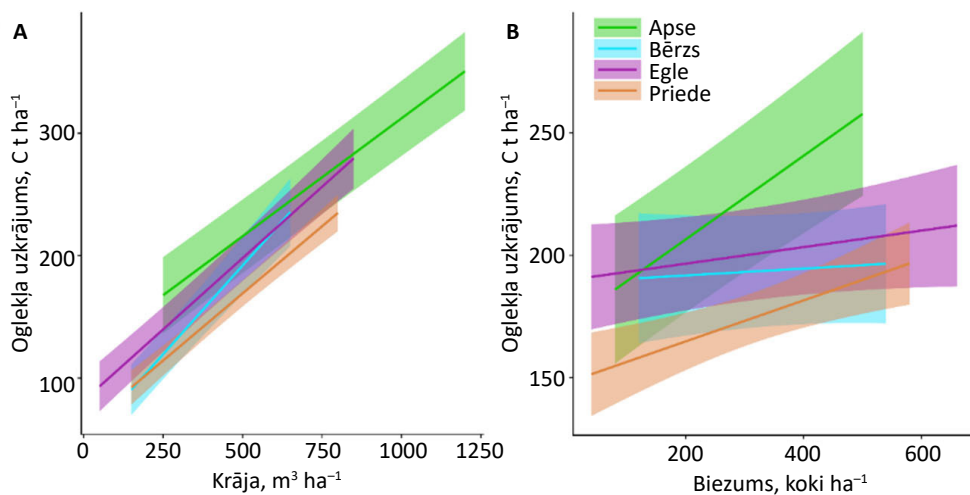 A
Oglekļa uzkrājums, C t ha⁻¹
300
200
100
0
250
500
750
1000
1250
Krāja, m³ ha⁻¹
B
Apse
Bērzs
Egle
Priede
Oglekļa uzkrājums, C t ha⁻¹
250
200
150
200
400
600
Biezums, koki ha⁻¹